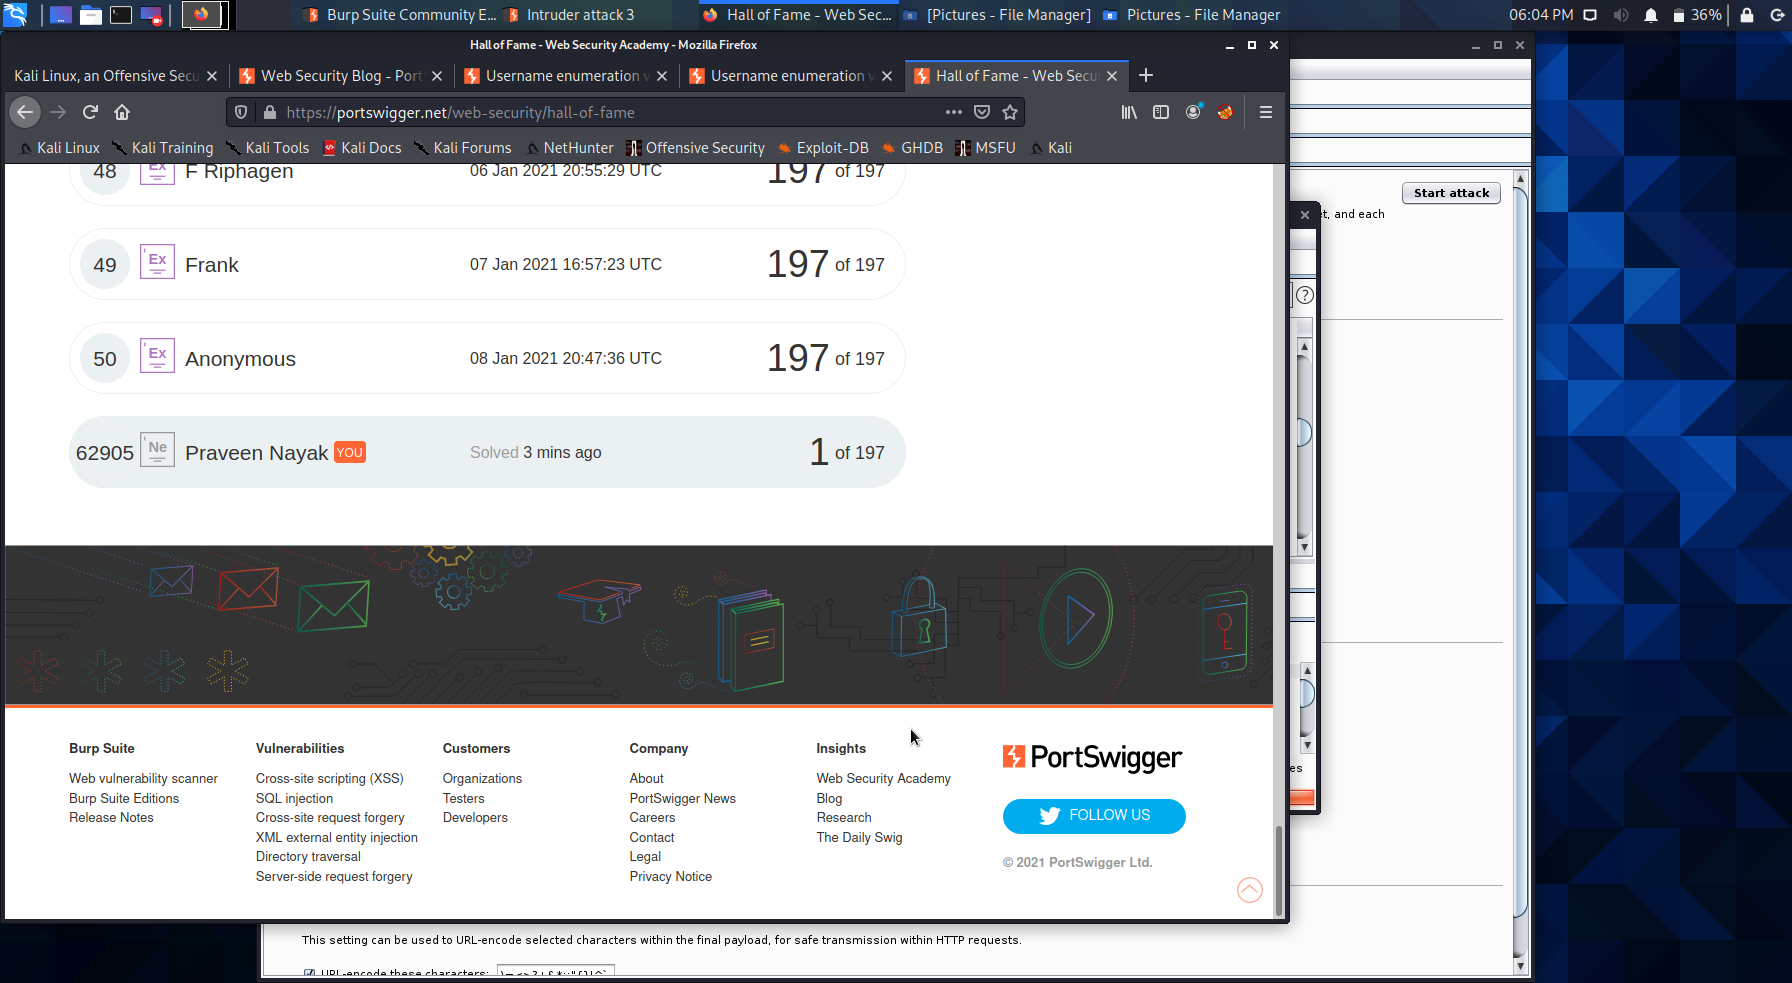 06:04 PM
36%
Burp Suite Community E...
Intruder attack 3
Hall of Fame - Web Sec...
[Pictures - File Manager]
Pictures - File Manager
Hall of Fame - Web Security Academy - Mozilla Firefox
Kali Linux, an Offensive Secu
Web Security Blog - Port
Username enumeration v
Username enumeration v
Hall of Fame - Web Secu
https://portswigger.net/web-security/hall-of-fame
Kali Linux
Kali Training
Kali Tools
Kali Docs
Kali Forums
NetHunter
Offensive Security
Exploit-DB
GHDB
MSFU
Kali
48 Ex F Riphagen 06 Jan 2021 20:55:29 UTC 197 of 197
49 Ex Frank 07 Jan 2021 16:57:23 UTC 197 of 197
50 Ex Anonymous 08 Jan 2021 20:47:36 UTC 197 of 197
62905 Ne Praveen Nayak YOU Solved 3 mins ago 1 of 197
Start attack
et, and each
?
es
Burp Suite
Web vulnerability scanner
Burp Suite Editions
Release Notes
Vulnerabilities
Cross-site scripting (XSS)
SQL injection
Cross-site request forgery
XML external entity injection
Directory traversal
Server-side request forgery
Customers
Organizations
Testers
Developers
Company
About
PortSwigger News
Careers
Contact
Legal
Privacy Notice
Insights
Web Security Academy
Blog
Research
The Daily Swig
PortSwigger
FOLLOW US
© 2021 PortSwigger Ltd.
This setting can be used to URL-encode selected characters within the final payload, for safe transmission within HTTP requests.
URL-encode these characters: